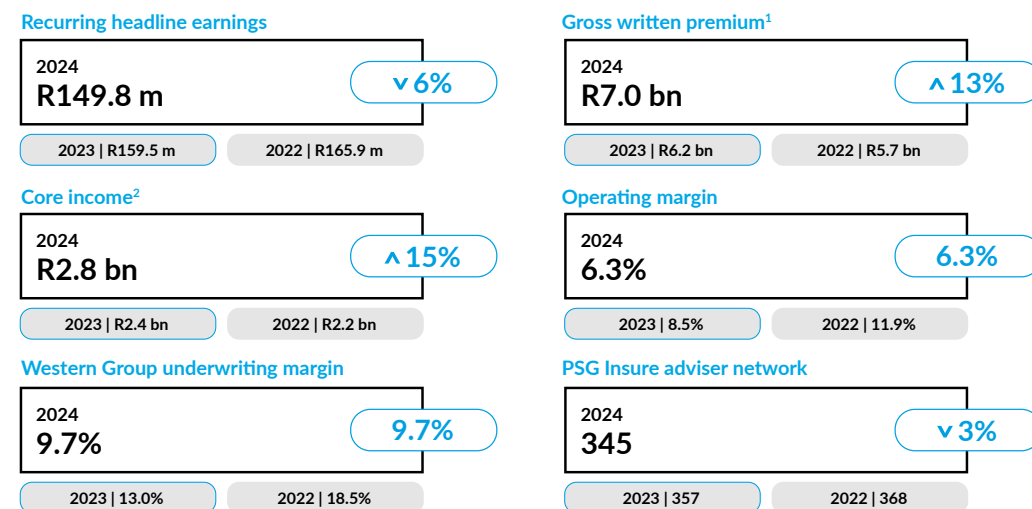 Recurring headline earnings
2024
R149.8 m
˅ 6%
2023 | R159.5 m
2022 | R165.9 m
Gross written premium¹
2024
R7.0 bn
˄ 13%
2023 | R6.2 bn
2022 | R5.7 bn
Core income²
2024
R2.8 bn
˄ 15%
2023 | R2.4 bn
2022 | R2.2 bn
Operating margin
2024
6.3%
6.3%
2023 | 8.5%
2022 | 11.9%
Western Group underwriting margin
2024
9.7%
9.7%
2023 | 13.0%
2022 | 18.5%
PSG Insure adviser network
2024
345
˅ 3%
2023 | 357
2022 | 368